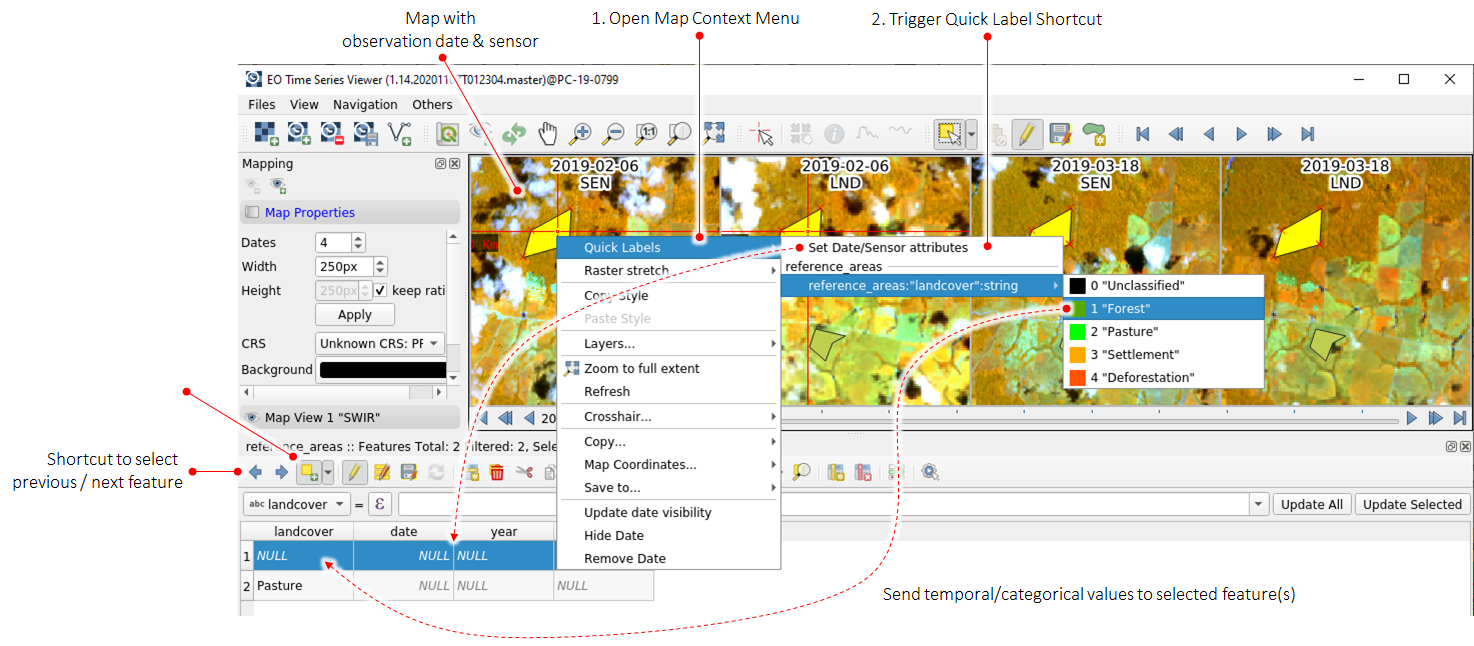 Map with
observation date & sensor
1. Open Map Context Menu
2. Trigger Quick Label Shortcut
EO Time Series Viewer (1.14.20201107T012304.master)@PC-19-0799
Files View Navigation Others
Mapping
Map Properties
Dates 4
Width 250px
Height 250px keep rati
Apply
CRS Unknown CRS: PF
Background
Map View 1 "SWIR"
2019-02-06
SEN
2019-02-06
LND
2019-03-18
SEN
2019-03-18
LND
Km
Quick Labels
Raster stretch
Copy Style
Paste Style
Layers...
Zoom to full extent
Refresh
Crosshair...
Copy...
Map Coordinates...
Save to...
Update date visibility
Hide Date
Remove Date
Set Date/Sensor attributes
reference_areas
reference_areas:"landcover":string
0 "Unclassified"
1 "Forest"
2 "Pasture"
3 "Settlement"
4 "Deforestation"
20
Shortcut to select
previous / next feature
reference_areas :: Features Total: 2 Filtered: 2, Sele
abc landcover = ε Update All Update Selected
landcover date year
1 NULL NULL NULL
2 Pasture NULL NULL NULL
Send temporal/categorical values to selected feature(s)